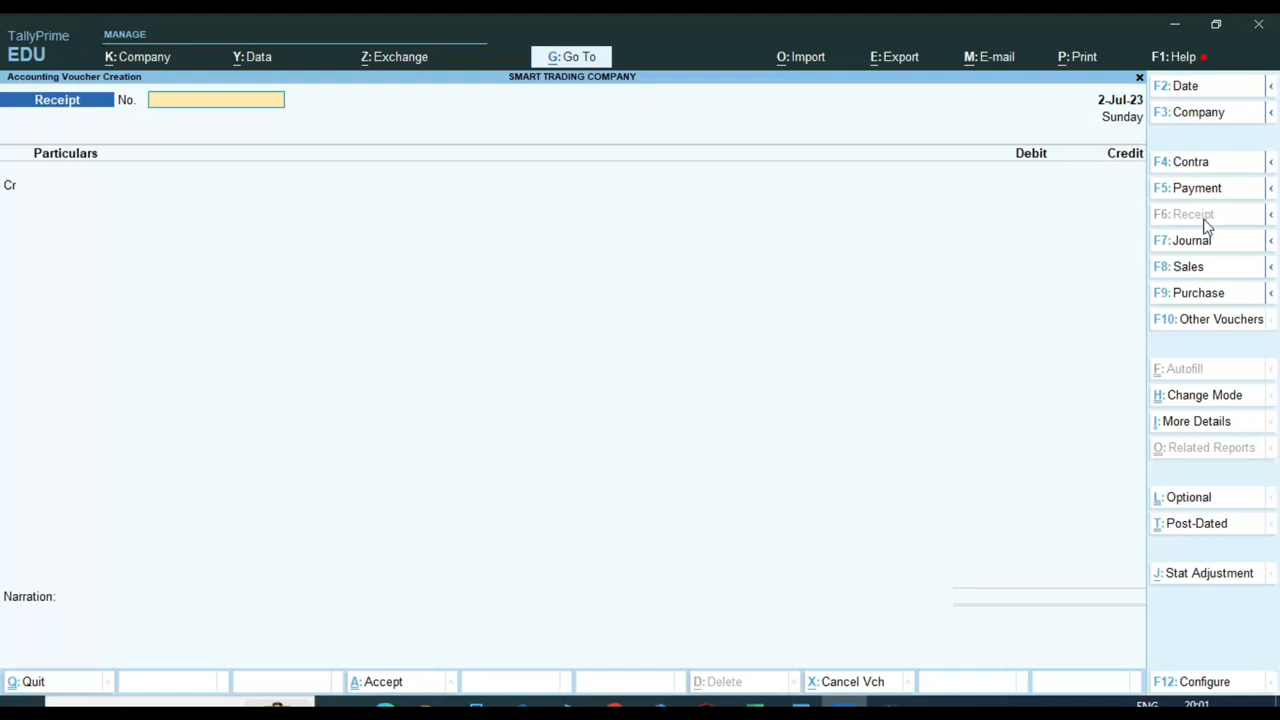 TallyPrime
EDU
MANAGE
K: Company
Y: Data
Z: Exchange
G: Go To
O: Import
E: Export
M: E-mail
P: Print
F1: Help
Accounting Voucher Creation
SMART TRADING COMPANY
Receipt No.
2-Jul-23
Sunday
Particulars
Debit
Credit
Cr
Narration:
F2: Date
F3: Company
F4: Contra
F5: Payment
F6: Receipt
F7: Journal
F8: Sales
F9: Purchase
F10: Other Vouchers
F: Autofill
H: Change Mode
I: More Details
O: Related Reports
L: Optional
T: Post-Dated
J: Stat Adjustment
Q: Quit
A: Accept
D: Delete
X: Cancel Vch
F12: Configure
ENG
20:01